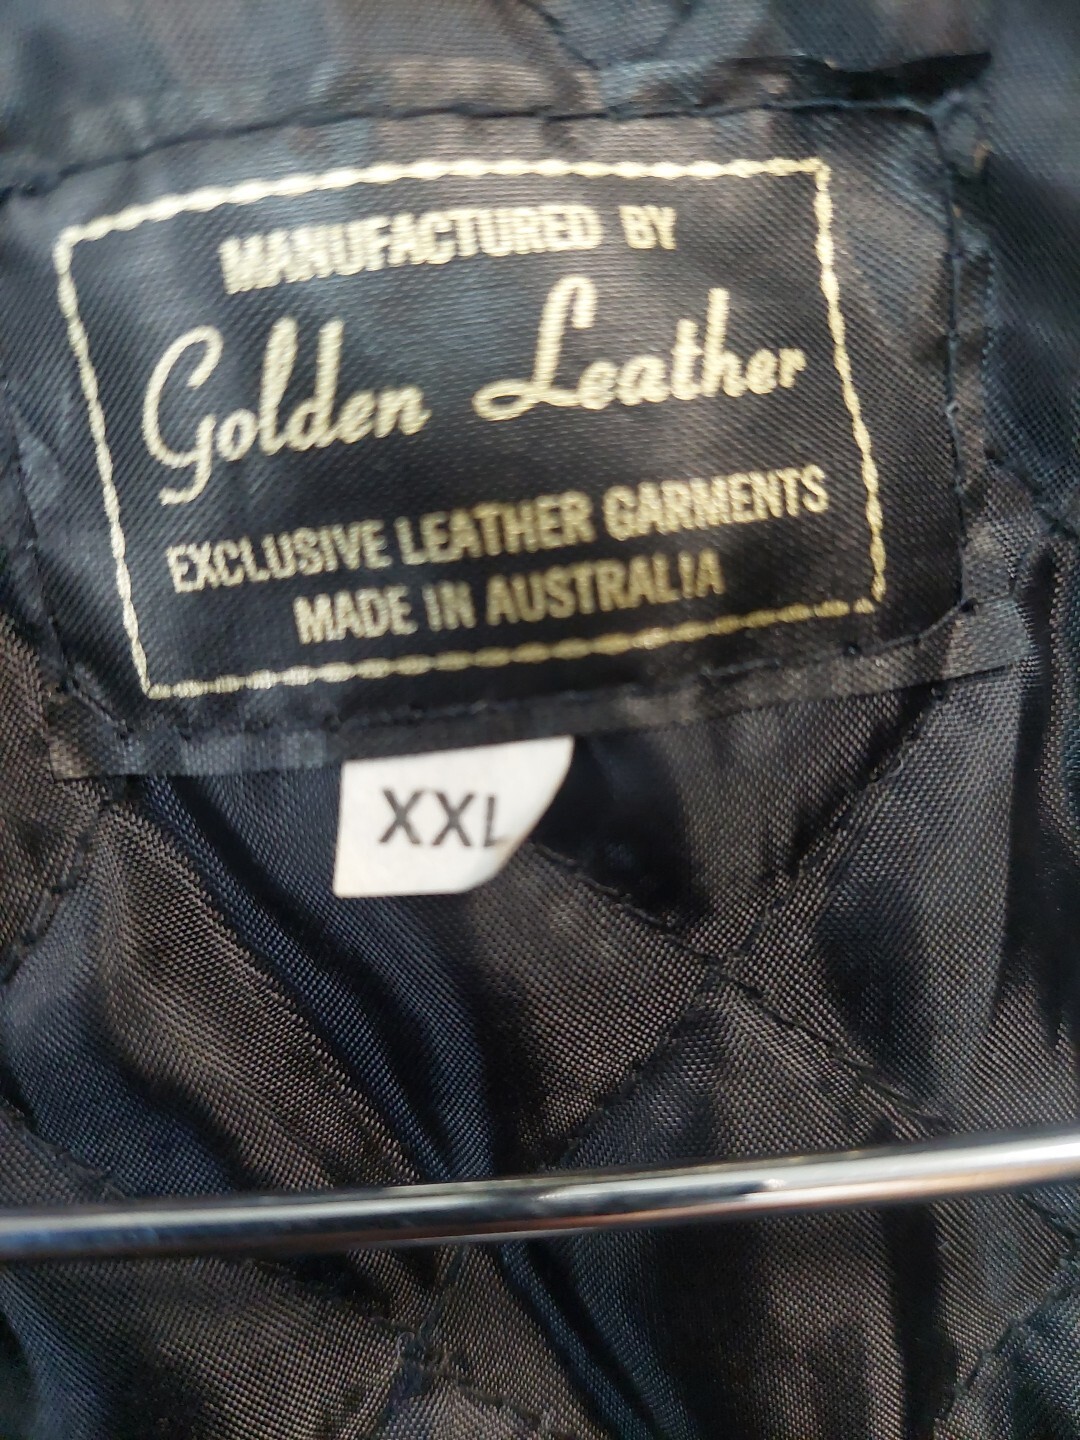 MANUFACTURED BY
Golden Leather
EXCLUSIVE LEATHER GARMENTS
MADE IN AUSTRALIA
XXL